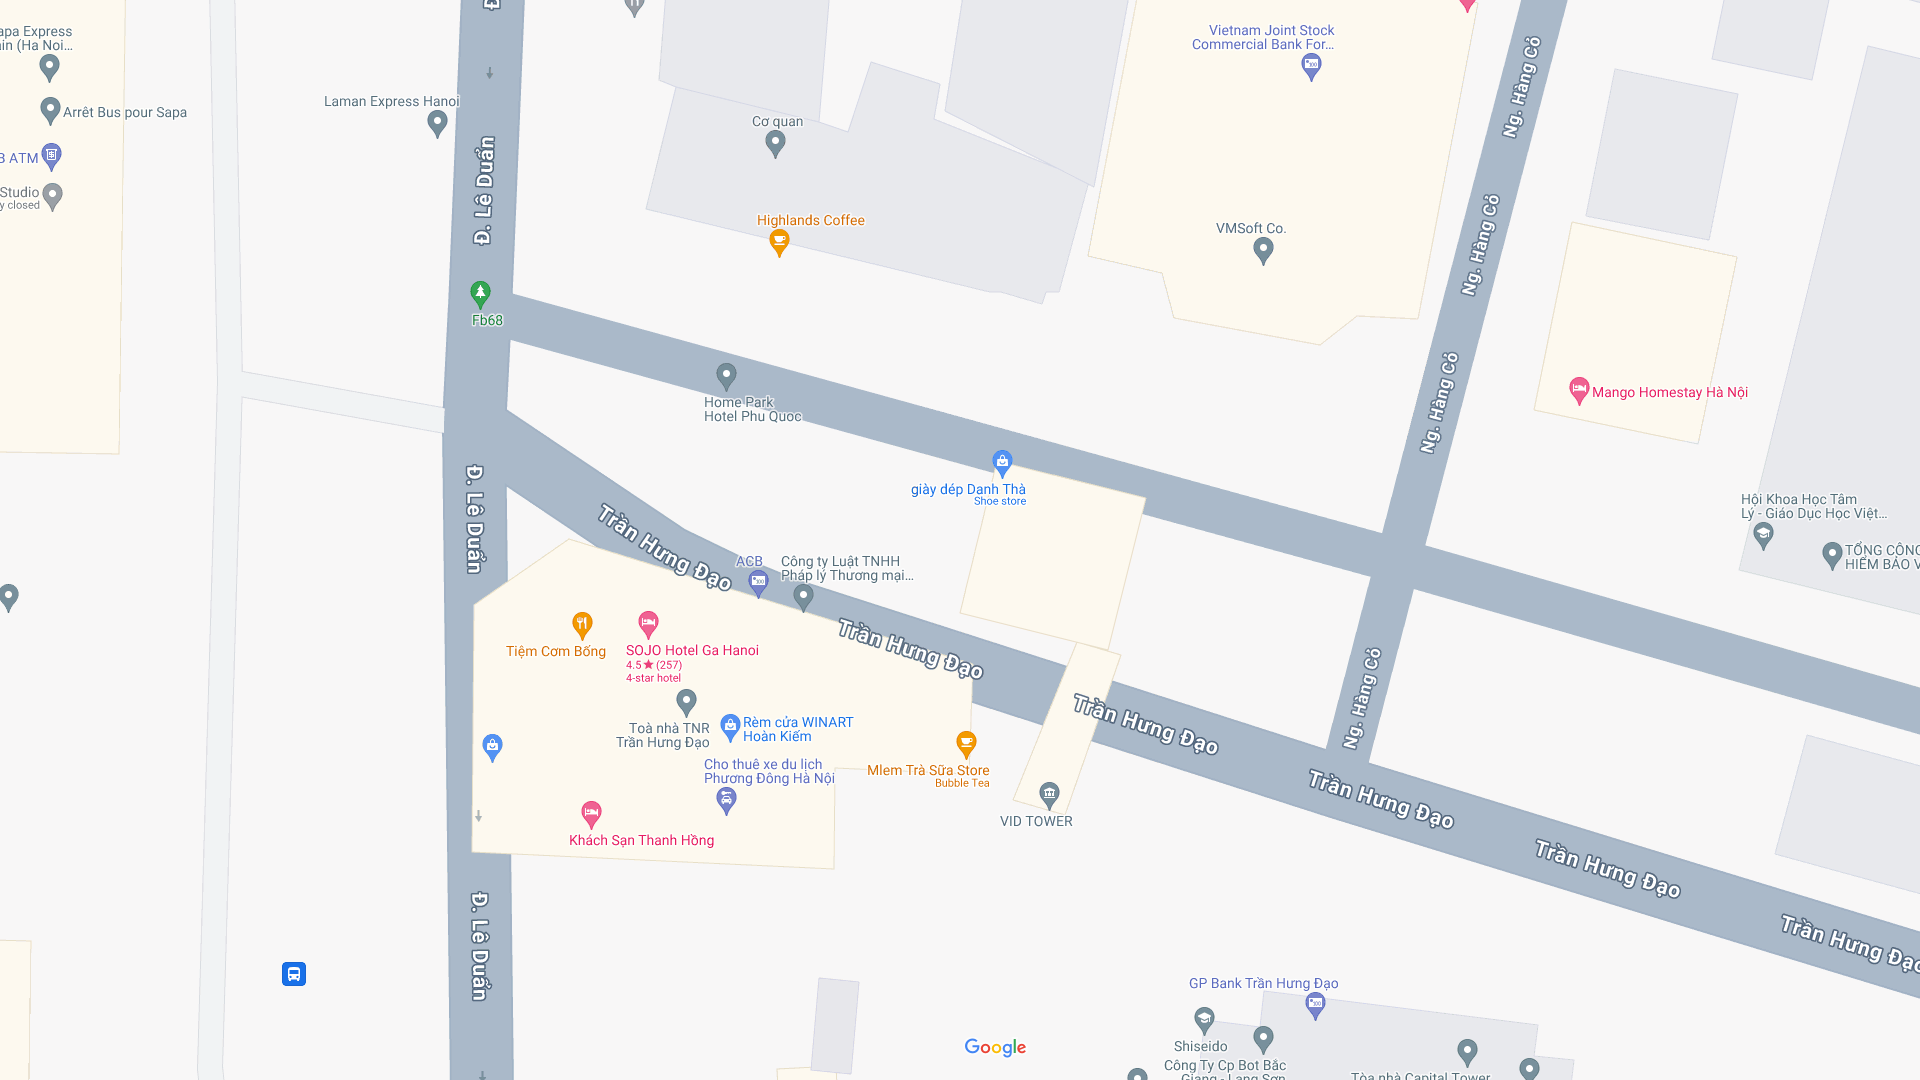 Đ
apa Express
in (Ha Noi...
Arrêt Bus pour Sapa
B ATM
Studio
y closed
Laman Express Hanoi
Đ. Lê Duẩn
Cơ quan
Highlands Coffee
Vietnam Joint Stock
Commercial Bank For...
VMSoft Co.
Ng. Hàng Cỏ
Ng. Hàng Cỏ
Ng. Hàng Cỏ
Fb68
Home Park
Hotel Phu Quoc
Mango Homestay Hà Nội
giày dép Danh Thà
Shoe store
Hội Khoa Học Tâm
Lý - Giáo Dục Học Việt...
TỔNG CÔNG
HIỂM BẢO V
Đ. Lê Duẩn
Trần Hưng Đạo
ACB
Công ty Luật TNHH
Pháp lý Thương mại...
Trần Hưng Đạo
Tiệm Cơm Bống
SOJO Hotel Ga Hanoi
4.5★(257)
4-star hotel
Toà nhà TNR
Trần Hưng Đạo
Rèm cửa WINART
Hoàn Kiếm
Cho thuê xe du lịch
Phương Đông Hà Nội
Mlem Trà Sữa Store
Bubble Tea
Khách Sạn Thanh Hồng
VID TOWER
Trần Hưng Đạo
Ng. Hàng Cỏ
Trần Hưng Đạo
Trần Hưng Đạo
Trần Hưng Đạo
Đ. Lê Duẩn
GP Bank Trần Hưng Đạo
Shiseido
Công Ty Cp Bot Bắc
Giang - Lạng Sơn
Tòa nhà Capital Tower
Google